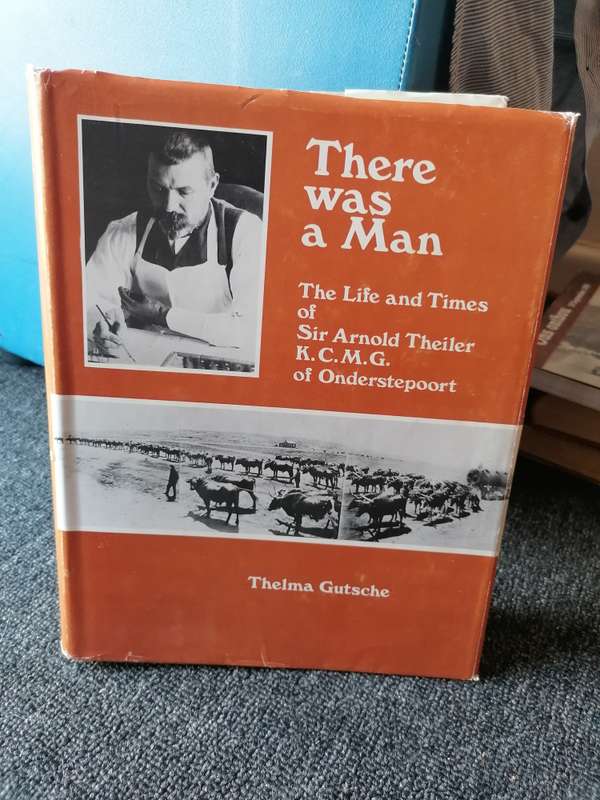 There
was
a Man
The Life and Times
of
Sir Arnold Theiler
K.C.M.G.
of Onderstepoort
Thelma Gutsche